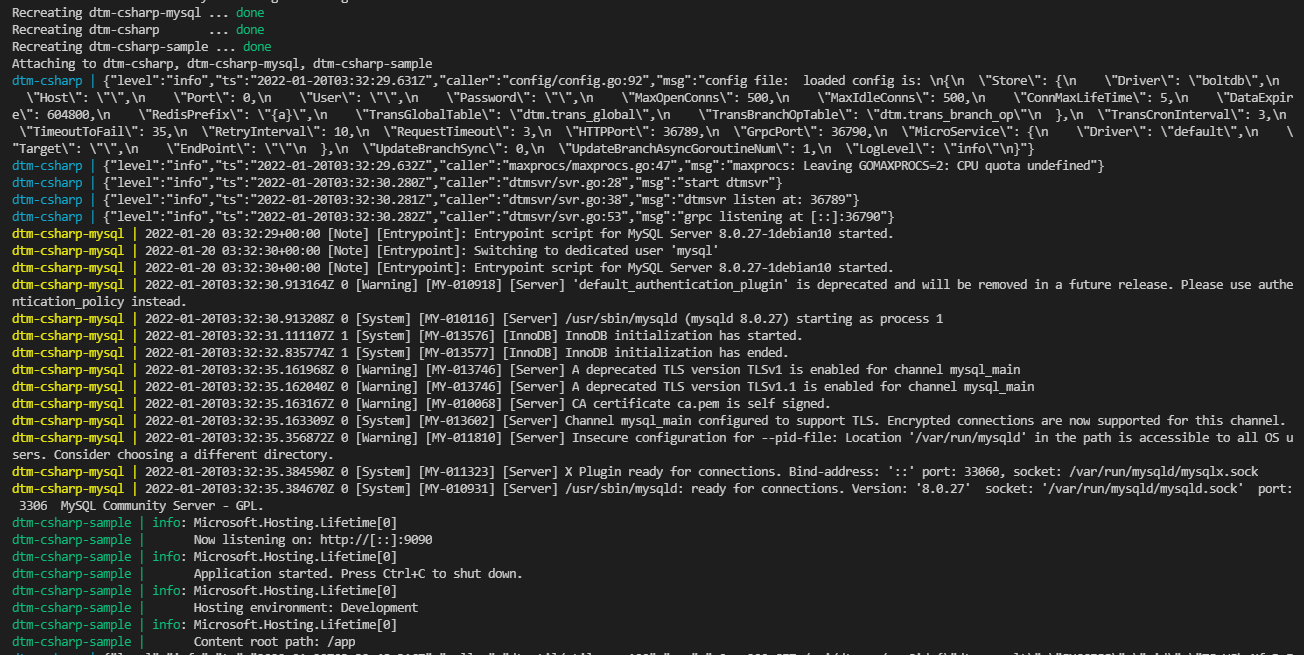 Recreating dtm-csharp-mysql ... done
Recreating dtm-csharp       ... done
Recreating dtm-csharp-sample ... done
Attaching to dtm-csharp, dtm-csharp-mysql, dtm-csharp-sample
dtm-csharp | {"level":"info","ts":"2022-01-20T03:32:29.631Z","caller":"config/config.go:92","msg":"config file:  loaded config is: \n{\n  \"Store\": {\n    \"Driver\": \"boltdb\",\n
  \"Host\": \"\",\n    \"Port\": 0,\n    \"User\": \"\",\n    \"Password\": \"\",\n    \"MaxOpenConns\": 500,\n    \"MaxIdleConns\": 500,\n    \"ConnMaxLifeTime\": 5,\n    \"DataExpir
e\": 604800,\n    \"RedisPrefix\": \"{a}\",\n    \"TransGlobalTable\": \"dtm.trans_global\",\n    \"TransBranchOpTable\": \"dtm.trans_branch_op\"\n  },\n  \"TransCronInterval\": 3,\n
 \"TimeoutToFail\": 35,\n  \"RetryInterval\": 10,\n  \"RequestTimeout\": 3,\n  \"HTTPPort\": 36789,\n  \"GrpcPort\": 36790,\n  \"MicroService\": {\n    \"Driver\": \"default\",\n    \
"Target\": \"\",\n    \"EndPoint\": \"\"\n  },\n  \"UpdateBranchSync\": 0,\n  \"UpdateBranchAsyncGoroutineNum\": 1,\n  \"LogLevel\": \"info\"\n}"}
dtm-csharp | {"level":"info","ts":"2022-01-20T03:32:29.632Z","caller":"maxprocs/maxprocs.go:47","msg":"maxprocs: Leaving GOMAXPROCS=2: CPU quota undefined"}
dtm-csharp | {"level":"info","ts":"2022-01-20T03:32:30.280Z","caller":"dtmsvr/svr.go:28","msg":"start dtmsvr"}
dtm-csharp | {"level":"info","ts":"2022-01-20T03:32:30.281Z","caller":"dtmsvr/svr.go:38","msg":"dtmsvr listen at: 36789"}
dtm-csharp | {"level":"info","ts":"2022-01-20T03:32:30.282Z","caller":"dtmsvr/svr.go:53","msg":"grpc listening at [::]:36790"}
dtm-csharp-mysql | 2022-01-20 03:32:29+00:00 [Note] [Entrypoint]: Entrypoint script for MySQL Server 8.0.27-1debian10 started.
dtm-csharp-mysql | 2022-01-20 03:32:30+00:00 [Note] [Entrypoint]: Switching to dedicated user 'mysql'
dtm-csharp-mysql | 2022-01-20 03:32:30+00:00 [Note] [Entrypoint]: Entrypoint script for MySQL Server 8.0.27-1debian10 started.
dtm-csharp-mysql | 2022-01-20T03:32:30.913164Z 0 [Warning] [MY-010918] [Server] 'default_authentication_plugin' is deprecated and will be removed in a future release. Please use authe
ntication_policy instead.
dtm-csharp-mysql | 2022-01-20T03:32:30.913208Z 0 [System] [MY-010116] [Server] /usr/sbin/mysqld (mysqld 8.0.27) starting as process 1
dtm-csharp-mysql | 2022-01-20T03:32:31.111107Z 1 [System] [MY-013576] [InnoDB] InnoDB initialization has started.
dtm-csharp-mysql | 2022-01-20T03:32:32.835774Z 1 [System] [MY-013577] [InnoDB] InnoDB initialization has ended.
dtm-csharp-mysql | 2022-01-20T03:32:35.161968Z 0 [Warning] [MY-013746] [Server] A deprecated TLS version TLSv1 is enabled for channel mysql_main
dtm-csharp-mysql | 2022-01-20T03:32:35.162040Z 0 [Warning] [MY-013746] [Server] A deprecated TLS version TLSv1.1 is enabled for channel mysql_main
dtm-csharp-mysql | 2022-01-20T03:32:35.163167Z 0 [Warning] [MY-010068] [Server] CA certificate ca.pem is self signed.
dtm-csharp-mysql | 2022-01-20T03:32:35.163309Z 0 [System] [MY-013602] [Server] Channel mysql_main configured to support TLS. Encrypted connections are now supported for this channel.
dtm-csharp-mysql | 2022-01-20T03:32:35.356872Z 0 [Warning] [MY-011810] [Server] Insecure configuration for --pid-file: Location '/var/run/mysqld' in the path is accessible to all OS u
sers. Consider choosing a different directory.
dtm-csharp-mysql | 2022-01-20T03:32:35.384590Z 0 [System] [MY-011323] [Server] X Plugin ready for connections. Bind-address: '::' port: 33060, socket: /var/run/mysqld/mysqlx.sock
dtm-csharp-mysql | 2022-01-20T03:32:35.384670Z 0 [System] [MY-010931] [Server] /usr/sbin/mysqld: ready for connections. Version: '8.0.27'  socket: '/var/run/mysqld/mysqld.sock'  port:
 3306  MySQL Community Server - GPL.
dtm-csharp-sample | info: Microsoft.Hosting.Lifetime[0]
dtm-csharp-sample |       Now listening on: http://[::]:9090
dtm-csharp-sample | info: Microsoft.Hosting.Lifetime[0]
dtm-csharp-sample |       Application started. Press Ctrl+C to shut down.
dtm-csharp-sample | info: Microsoft.Hosting.Lifetime[0]
dtm-csharp-sample |       Hosting environment: Development
dtm-csharp-sample | info: Microsoft.Hosting.Lifetime[0]
dtm-csharp-sample |       Content root path: /app